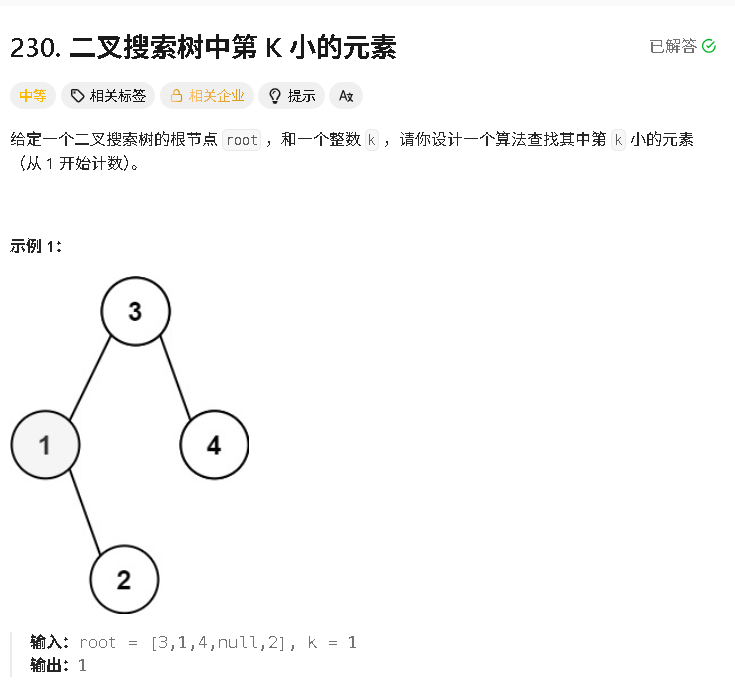 230. 二叉搜索树中第 K 小的元素
已解答
中等 相关标签 相关企业 提示 Aあ
给定一个二叉搜索树的根节点 root ，和一个整数 k ，请你设计一个算法查找其中第 k 小的元素
（从 1 开始计数）。
示例 1：
3
1
4
2
输入：root = [3,1,4,null,2], k = 1
输出：1